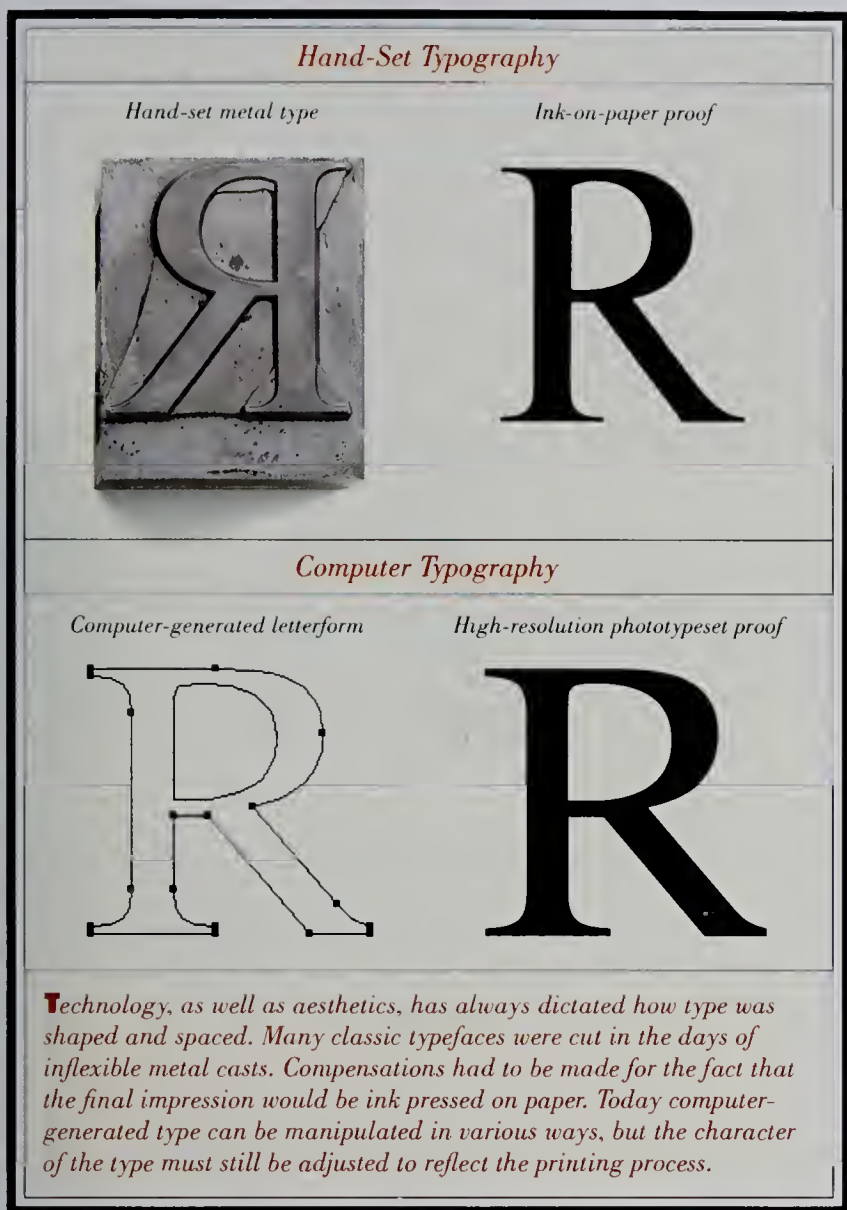 Hand-Set Typography
Hand-set metal type
Ink-on-paper proof
R
R
Computer Typography
Computer-generated letterform
High-resolution phototypeset proof
R
R
Technology, as well as aesthetics, has always dictated how type was
shaped and spaced. Many classic typefaces were cut in the days of
inflexible metal casts. Compensations had to be made for the fact that
the final impression would be ink pressed on paper. Today computer-
generated type can be manipulated in various ways, but the character
of the type must still be adjusted to reflect the printing process.